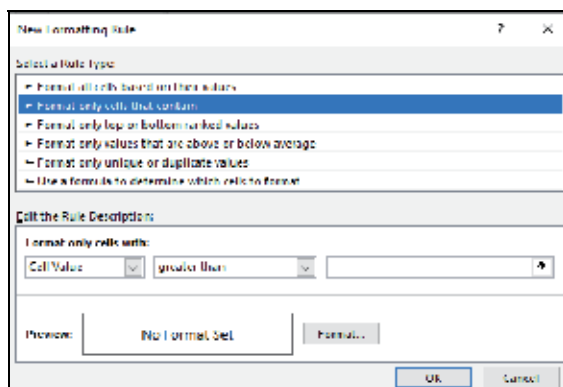 New Formatting Rule ? ×
Select a Rule Type:
► Format all cells based on their values
► Format only cells that contain
► Format only top or bottom ranked values
► Format only values that are above or below average
► Format only unique or duplicate values
► Use a formula to determine which cells to format
Edit the Rule Description:
Format only cells with:
Cell Value greater than
Preview: No Format Set Format...
OK Cancel